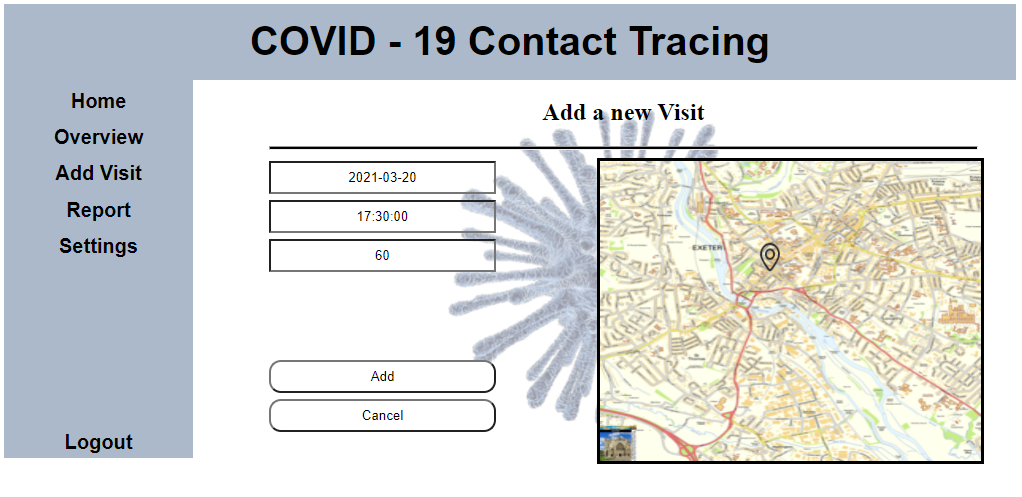 COVID - 19 Contact Tracing
Home
Overview
Add Visit
Report
Settings
Logout
Add a new Visit
2021-03-20
17:30:00
60
Add
Cancel
EXETER